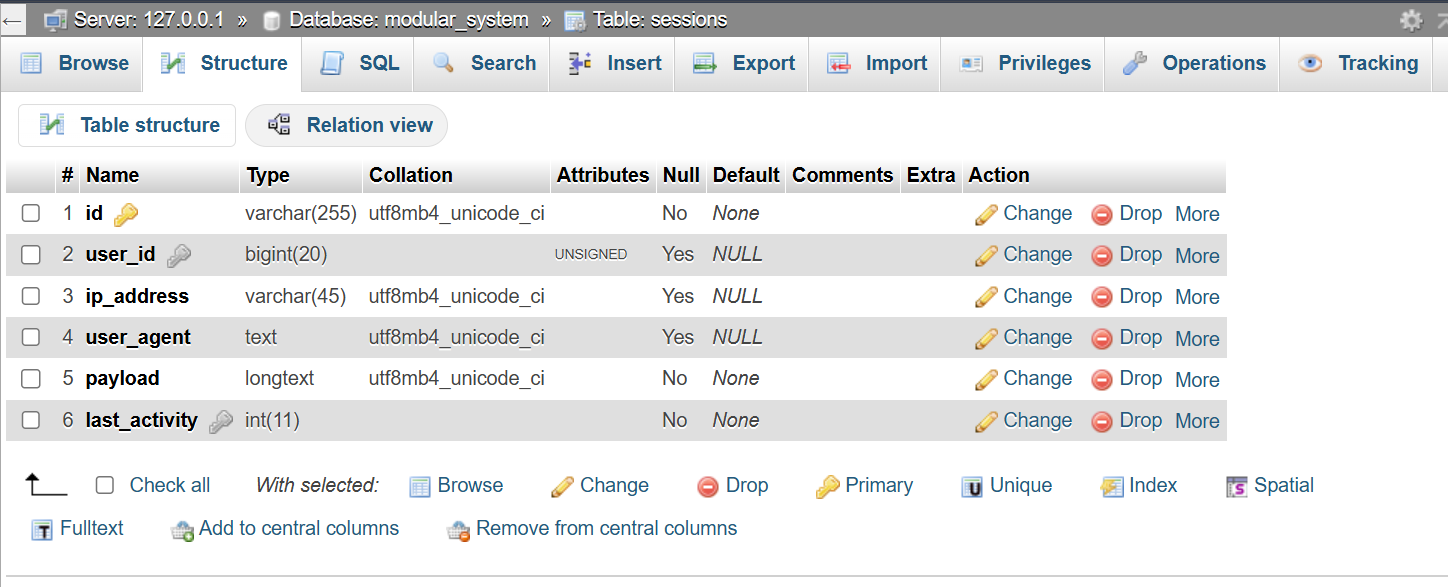 Server: 127.0.0.1 » Database: modular_system » Table: sessions
Browse Structure SQL Search Insert Export Import Privileges Operations Tracking
Table structure Relation view
# Name Type Collation Attributes Null Default Comments Extra Action
1 id varchar(255) utf8mb4_unicode_ci No None Change Drop More
2 user_id bigint(20) UNSIGNED Yes NULL Change Drop More
3 ip_address varchar(45) utf8mb4_unicode_ci Yes NULL Change Drop More
4 user_agent text utf8mb4_unicode_ci Yes NULL Change Drop More
5 payload longtext utf8mb4_unicode_ci No None Change Drop More
6 last_activity int(11) No None Change Drop More
Check all With selected: Browse Change Drop Primary Unique Index Spatial
Fulltext Add to central columns Remove from central columns